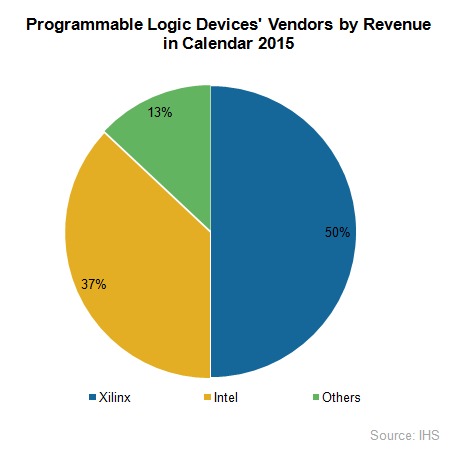 Programmable Logic Devices' Vendors by Revenue
in Calendar 2015
13%
50%
37%
Xilinx Intel Others
Source: IHS